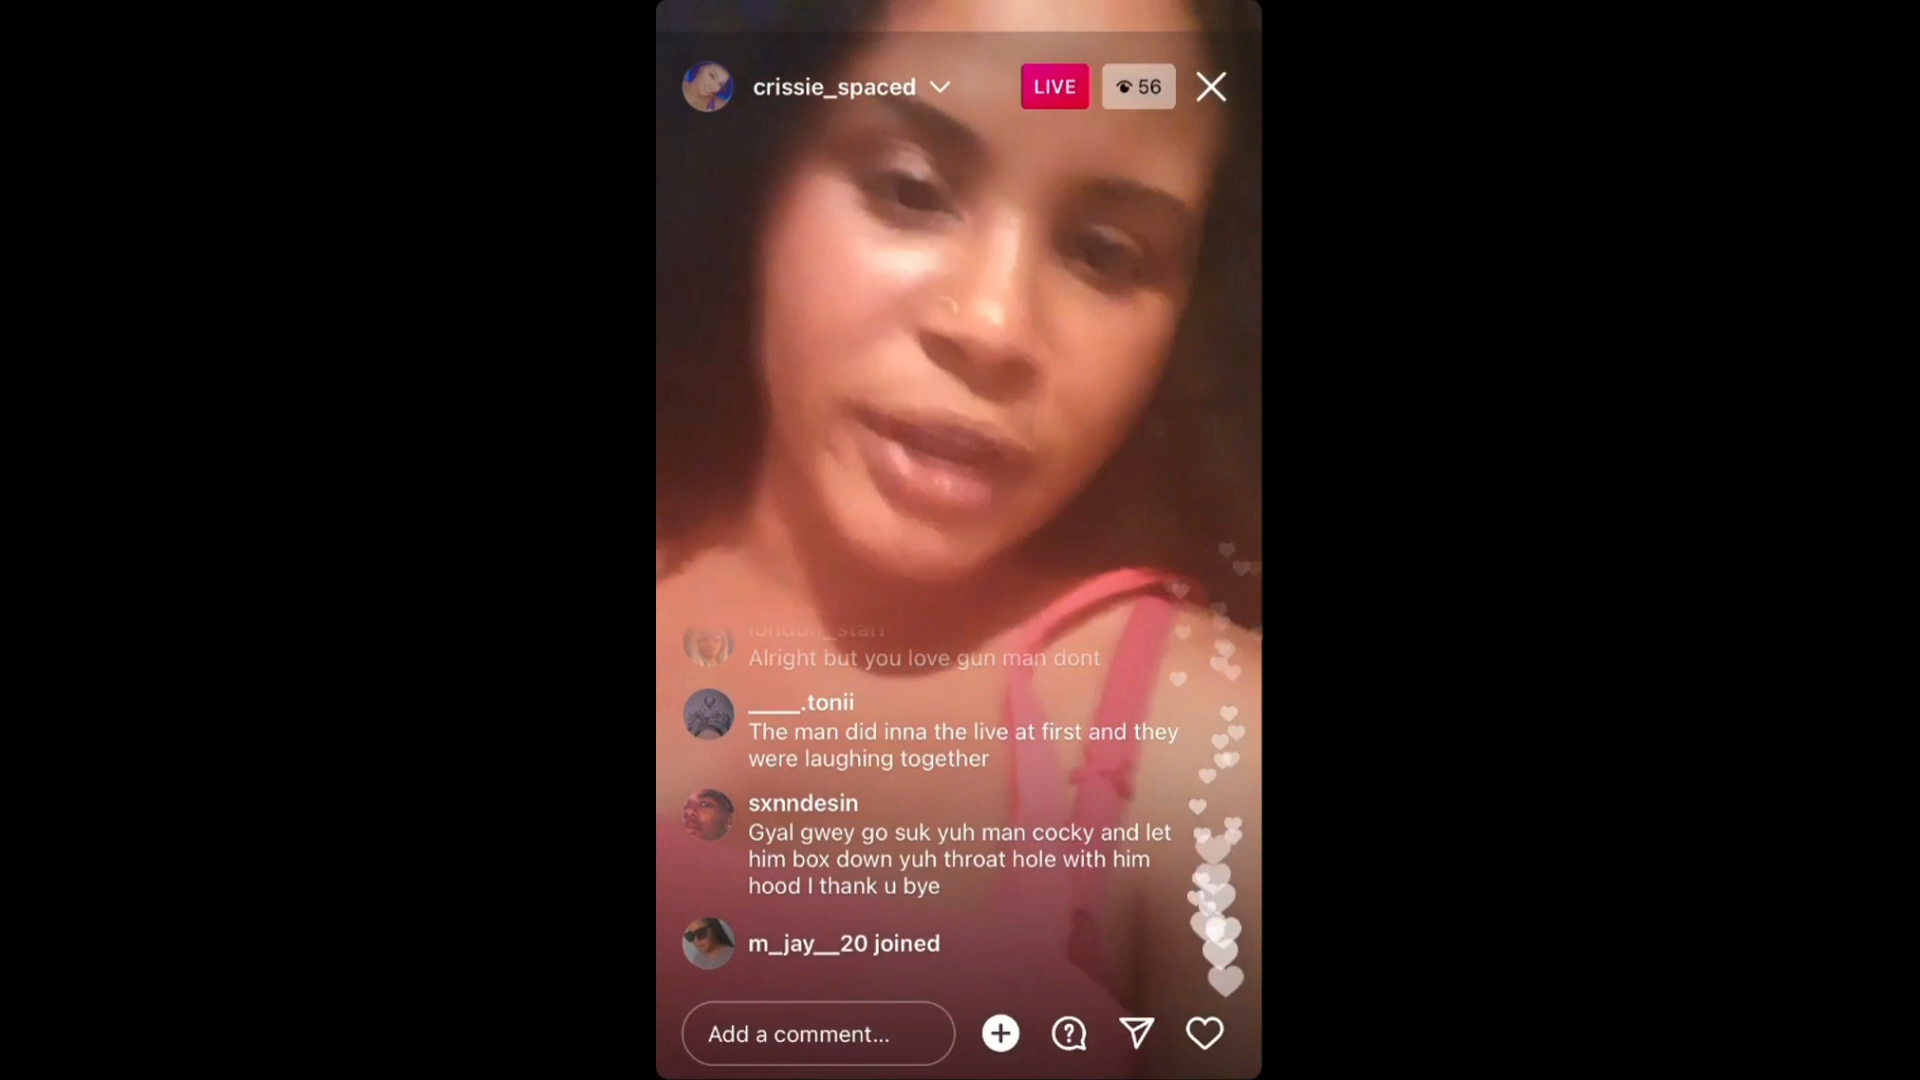 crissie_spaced
LIVE
56
london_starr
Alright but you love gun man dont
_____.tonii
The man did inna the live at first and they
were laughing together
sxnndesin
Gyal gwey go suk yuh man cocky and let
him box down yuh throat hole with him
hood I thank u bye
m_jay__20 joined
Add a comment...